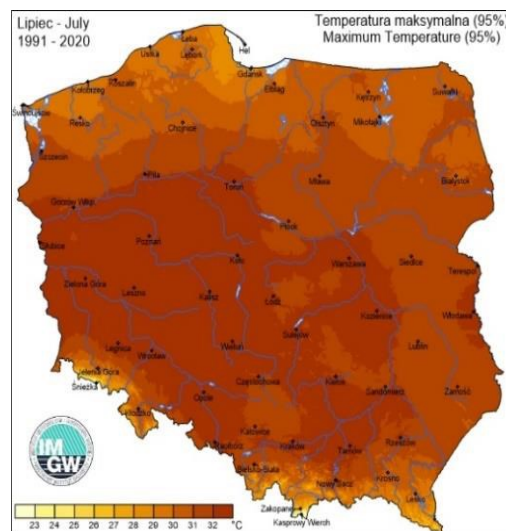 Lipiec - July
1991 - 2020
Temperatura maksymalna (95%)
Maximum Temperature (95%)
Łeba
Hel
Ustka
Lębork
Gdańsk
Koszalin
Kołobrzeg
Elbląg
Kętrzyn
Suwałki
Świnoujście
Resko
Chojnice
Olsztyn
Mikołajki
Szczecin
Piła
Toruń
Mława
Białystok
Gorzów Wlkp.
Płock
Słubice
Poznań
Koło
Warszawa
Siedlce
Terespol
Zielona Góra
Leszno
Kalisz
Łódź
Kozienice
Włodawa
Sulejów
Legnica
Wrocław
Wieluń
Lublin
Jelenia Góra
Śnieżka
Częstochowa
Kielce
Sandomierz
Zamość
Kłodzko
Opole
Katowice
Racibórz
Kraków
Tarnów
Rzeszów
Bielsko-Biała
Nowy Sącz
Krosno
Lesko
Zakopane
Kasprowy Wierch
IM
GW
23 24 25 26 27 28 29 30 31 32 °C